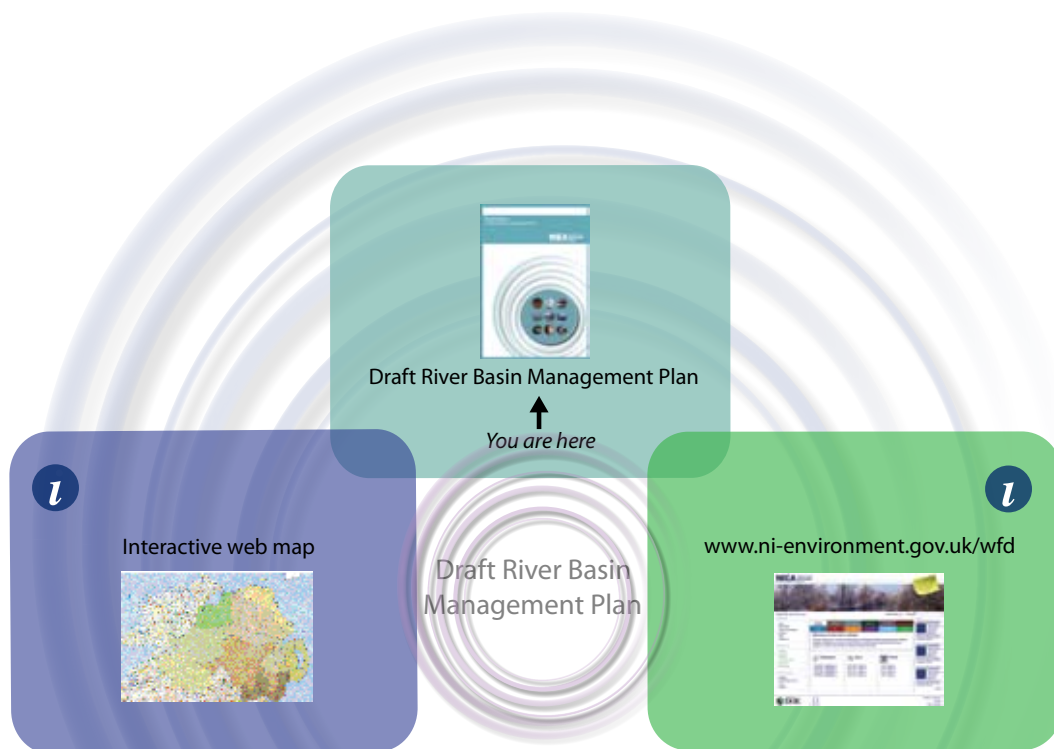 Draft River Basin Management Plan
You are here
i
Interactive web map
i
www.ni-environment.gov.uk/wfd
Draft River Basin
Management Plan